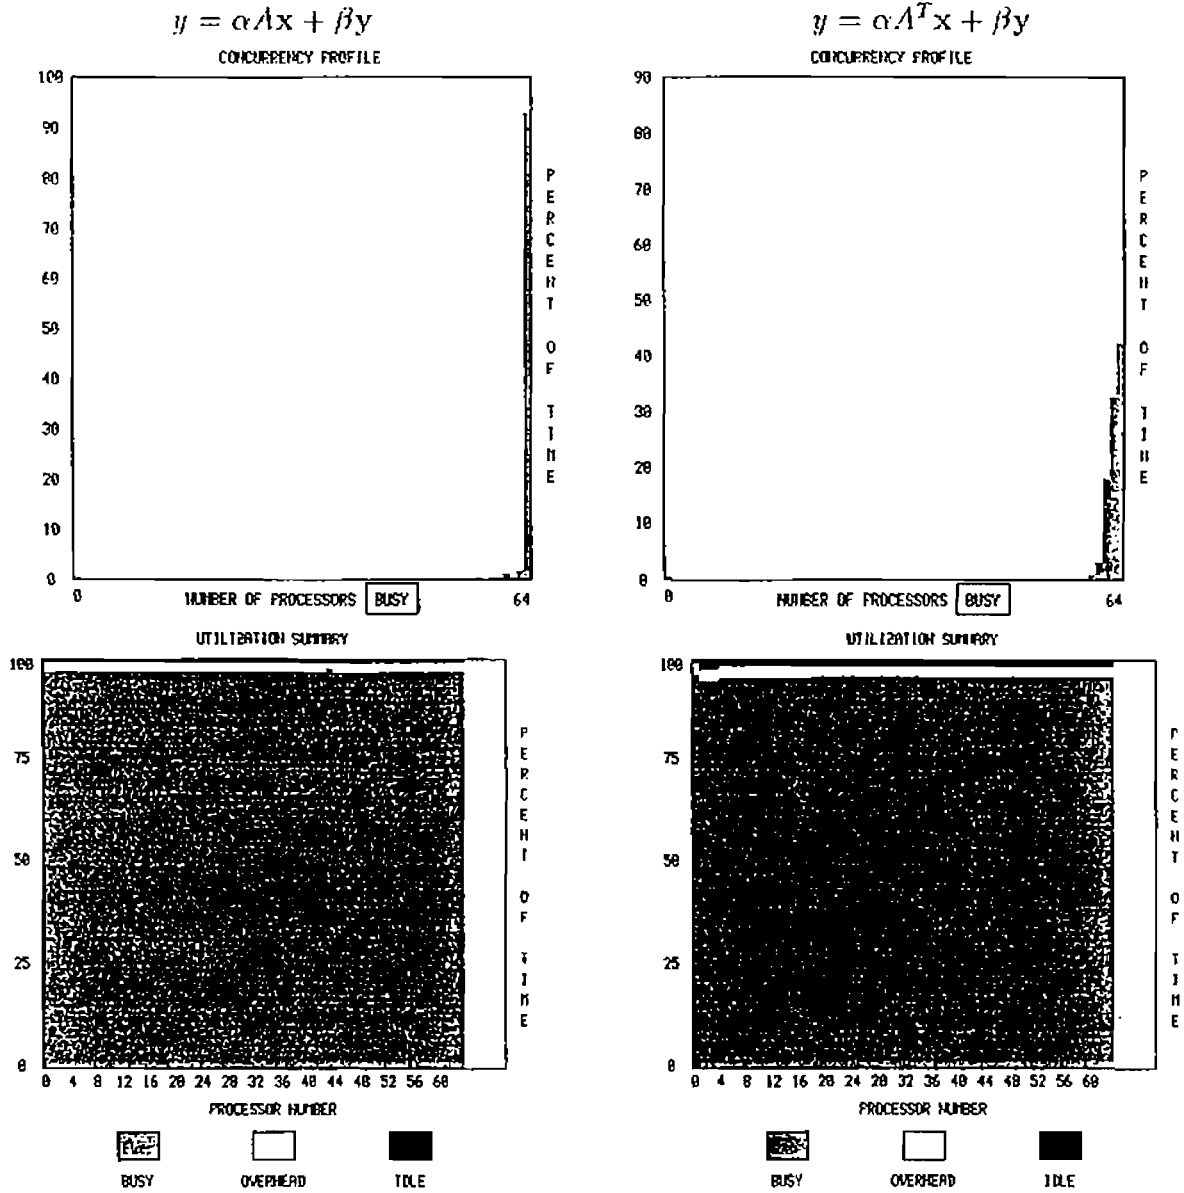 y = αAx + βy
CONCURRENCY PROFILE
100
90
80
70
60
50
40
30
20
10
0
0
64
NUMBER OF PROCESSORS BUSY
PERCENT OF TIME
y = αA^T x + βy
CONCURRENCY PROFILE
90
80
70
60
50
40
30
20
10
0
0
64
NUMBER OF PROCESSORS BUSY
PERCENT OF TIME
UTILIZATION SUMMARY
100
75
50
25
0
0 4 8 12 16 20 24 28 32 36 40 44 48 52 56 60
PROCESSOR NUMBER
PERCENT OF TIME
BUSY OVERHEAD IDLE
UTILIZATION SUMMARY
100
75
50
25
0
0 4 8 12 16 20 24 28 32 36 40 44 48 52 56 60
PROCESSOR NUMBER
PERCENT OF TIME
BUSY OVERHEAD IDLE